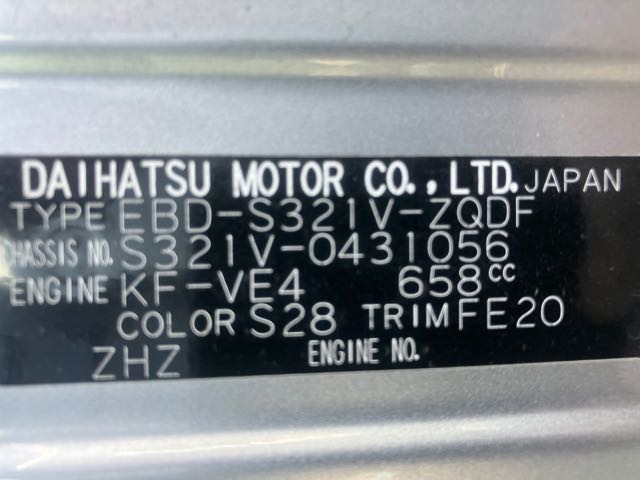 DAIHATSU MOTOR CO., LTD. JAPAN
TYPE EBD-S321V-ZQDF
CHASSIS NO. S321V-0431056
ENGINE KF-VE4 658cc
COLOR S28 TRIM FE20
ZHZ ENGINE NO.